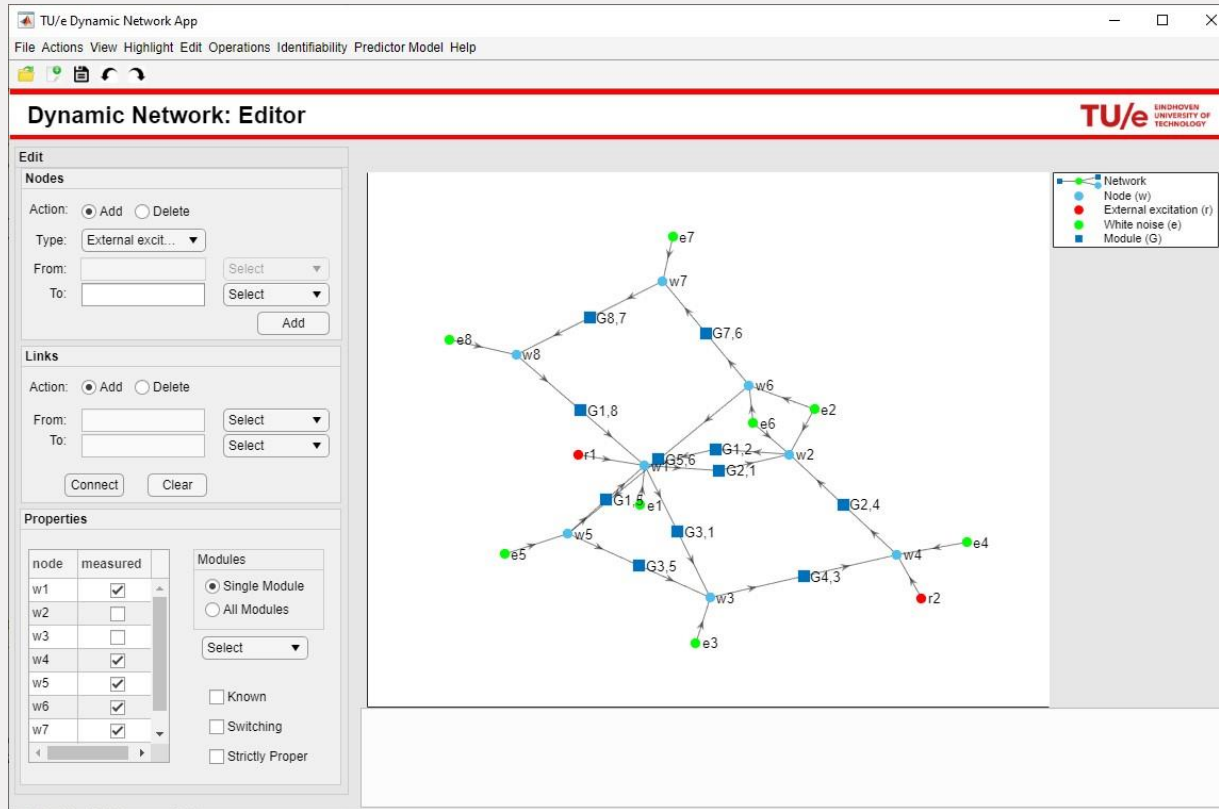 TU/e Dynamic Network App
File Actions View Highlight Edit Operations Identifiability Predictor Model Help
Dynamic Network: Editor
TU/e EINDHOVEN UNIVERSITY OF TECHNOLOGY
Edit
Nodes
Action: Add Delete
Type: External excit...
From: Select
To: Select
Add
Links
Action: Add Delete
From: Select
To: Select
Connect Clear
Properties
node measured
w1
w2
w3
w4
w5
w6
w7
Modules
Single Module
All Modules
Select
Known
Switching
Strictly Proper
e7
w7
G8,7
G7,6
e8
w8
w6
G1,8
e2
e6
r1
w1
G5,6
G1,2
w2
G2,1
G1,5
e1
G2,4
w5
G3,1
e5
e4
w4
G3,5
G4,3
w3
r2
e3
Network
Node (w)
External excitation (r)
White noise (e)
Module (G)